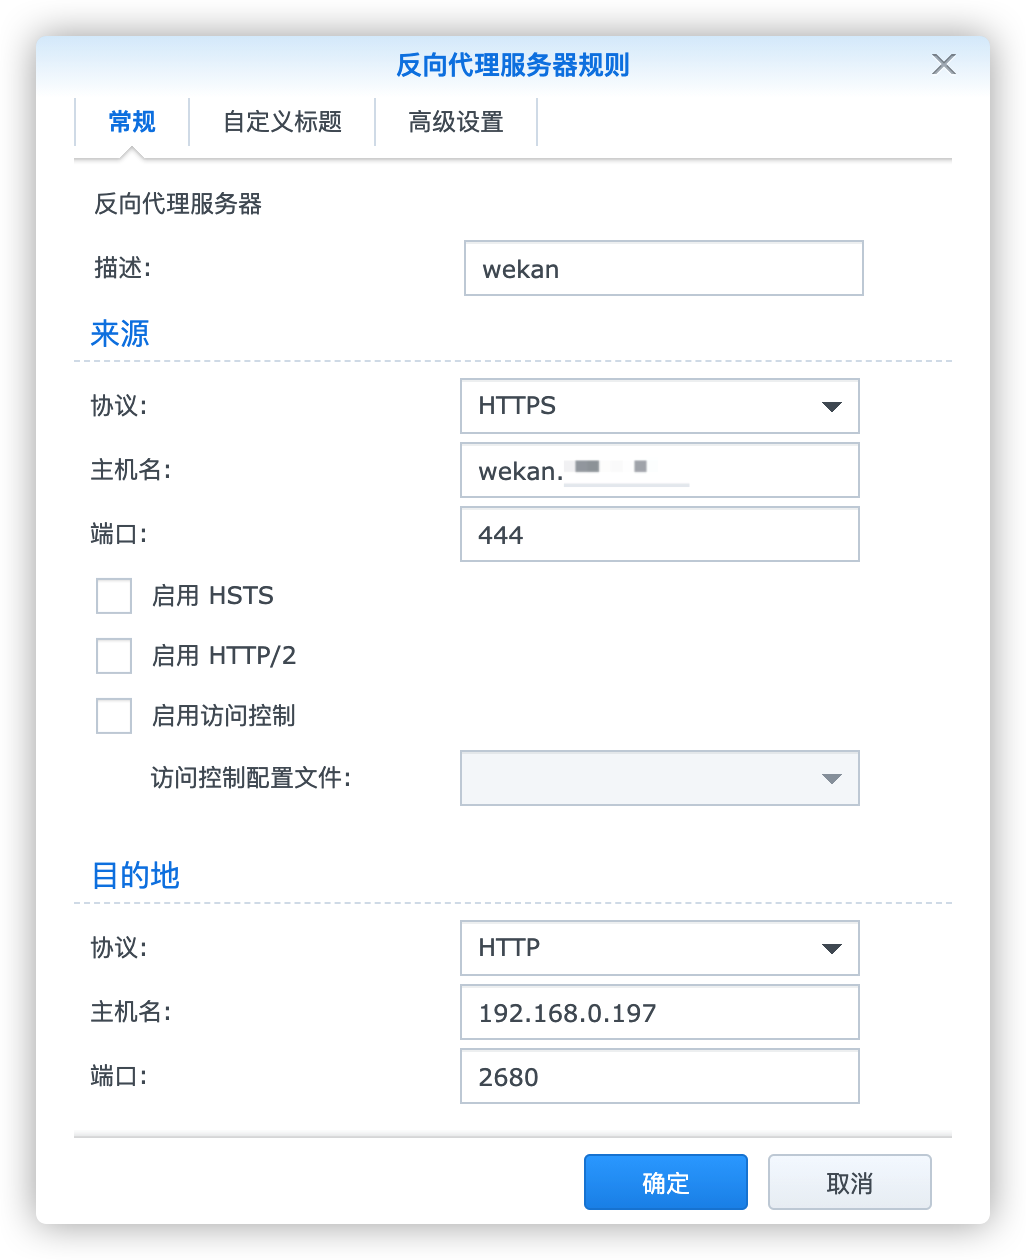 反向代理服务器规则
常规 自定义标题 高级设置
反向代理服务器
描述: wekan
来源
协议: HTTPS
主机名: wekan.
端口: 444
启用 HSTS
启用 HTTP/2
启用访问控制
访问控制配置文件:
目的地
协议: HTTP
主机名: 192.168.0.197
端口: 2680
确定 取消